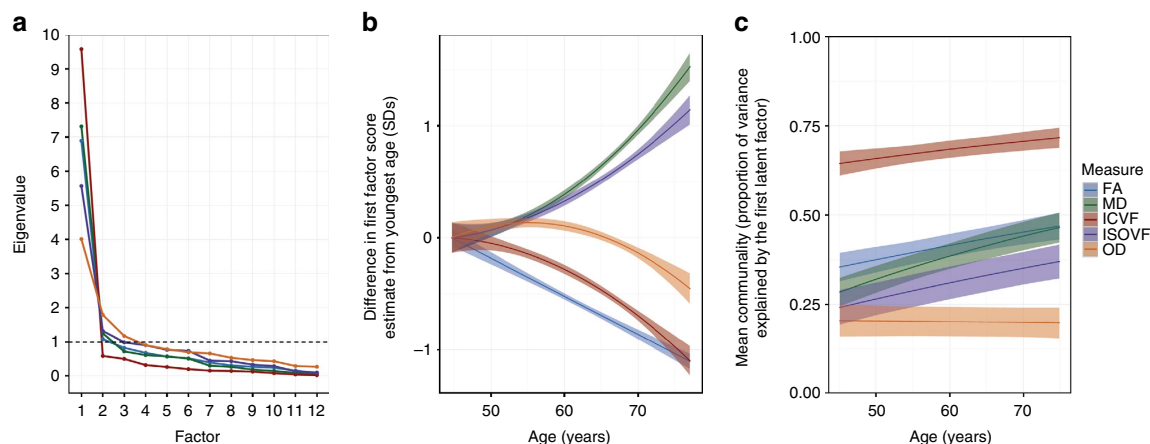 a
10
9
8
7
6
5
4
3
2
1
0
Eigenvalue
1 2 3 4 5 6 7 8 9 10 11 12
Factor
b
1
0
−1
Difference in first factor score
estimate from youngest age (SDs)
50 60 70
Age (years)
c
1.00
0.75
0.50
0.25
0.00
Mean communality (proportion of variance
explained by the first latent factor)
50 60 70
Age (years)
Measure
FA
MD
ICVF
ISOVF
OD